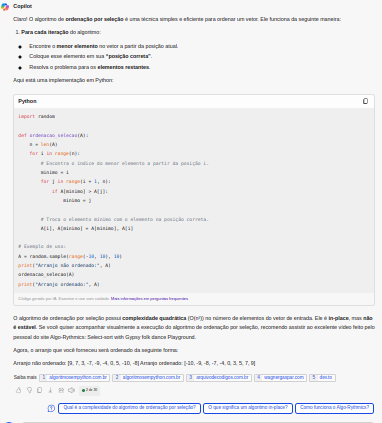 Copilot
Claro! O algoritmo de ordenação por seleção é uma técnica simples e eficiente para ordenar um vetor. Ele funciona da seguinte maneira:
1. Para cada iteração do algoritmo:
Encontre o menor elemento no vetor a partir da posição atual.
Coloque esse elemento em sua "posição correta".
Resolva o problema para os elementos restantes.
Aqui está uma implementação em Python:
Python
import random
def ordenacao_selecao(A):
n = len(A)
for i in range(n):
# Encontra o índice do menor elemento a partir da posição i.
minimo = i
for j in range(i + 1, n):
if A[minimo] > A[j]:
minimo = j
# Troca o elemento mínimo com o elemento na posição correta.
A[i], A[minimo] = A[minimo], A[i]
# Exemplo de uso:
A = random.sample(range(-10, 10), 10)
print("Arranjo não ordenado:", A)
ordenacao_selecao(A)
print("Arranjo ordenado:", A)
Código gerado por IA. Examine e use com cuidado. Mais informações em perguntas frequentes.
O algoritmo de ordenação por seleção possui complexidade quadrática (O(n²)) no número de elementos do vetor de entrada. Ele é in-place, mas não
é estável. Se você quiser acompanhar visualmente a execução do algoritmo de ordenação por seleção, recomendo assistir ao excelente vídeo feito pelo
pessoal do site Algo-Rythmics: Select-sort with Gypsy folk dance Playground.
Agora, o arranjo que você forneceu será ordenado da seguinte forma:
Arranjo não ordenado: [9, 7, 3, -7, -9, -4, 0, 5, -10, -8] Arranjo ordenado: [-10, -9, -8, -7, -4, 0, 3, 5, 7, 9]
Saiba mais 1 algoritmosempython.com.br 2 algoritmosempython.com.br 3 arquivodecodigos.com.br 4 wagnergaspar.com 5 dev.to
2 de 30
Qual é a complexidade do algoritmo de ordenação por seleção? O que significa um algoritmo in-place? Como funciona o Algo-Rythmics?